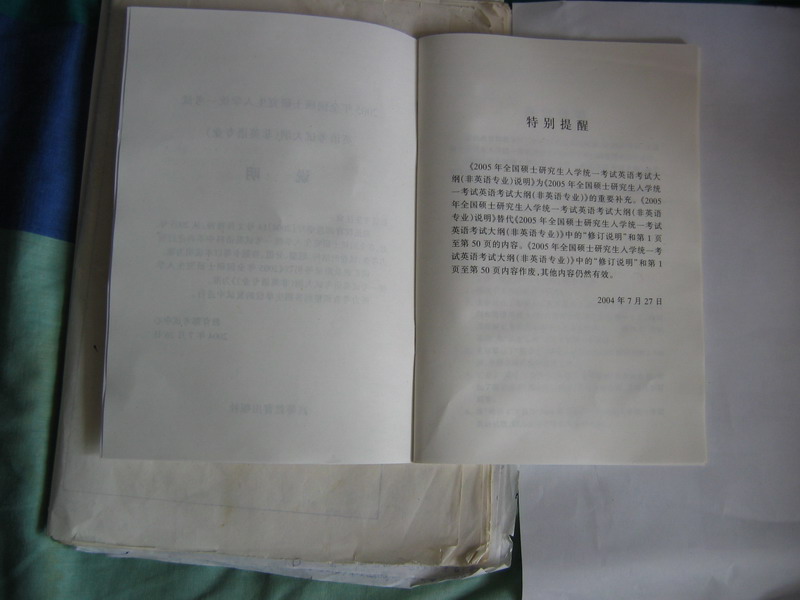 特别提醒
《2005年全国硕士研究生入学统一考试英语考试大
纲(非英语专业)说明》为《2005年全国硕士研究生入学统
一考试英语考试大纲(非英语专业)》的重要补充。《2005
年全国硕士研究生入学统一考试英语考试大纲(非英语
专业)说明》替代《2005年全国硕士研究生入学统一考试
英语考试大纲(非英语专业)》中的“修订说明”和第1页
至第50页的内容。《2005年全国硕士研究生入学统一考
试英语考试大纲(非英语专业)》中的“修订说明”和第1
页至第50页内容作废,其他内容仍然有效。
2004年7月27日